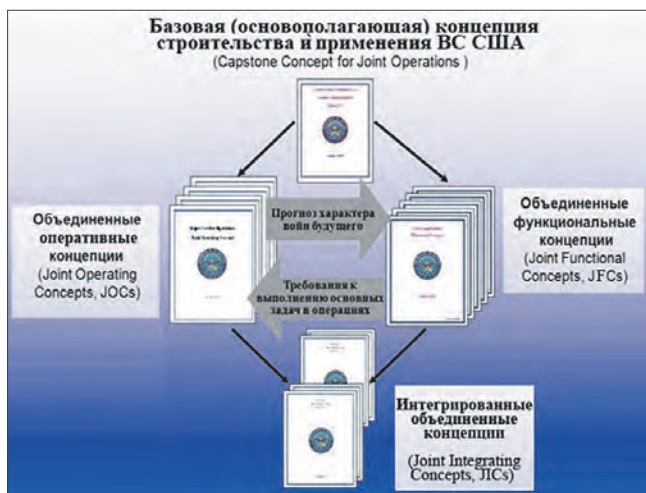 Базовая (основополагающая) концепция
строительства и применения ВС США
(Capstone Concept for Joint Operations )
Объединенные
оперативные
концепции
(Joint Operating
Concepts, JOCs)
Прогноз характера
войн будущего
Требования к
выполнению основных
задач в операциях
Объединенные
функциональные
концепции
(Joint Functional
Concepts, JFCs)
Интегрированные
объединенные
концепции
(Joint Integrating
Concepts, JICs)